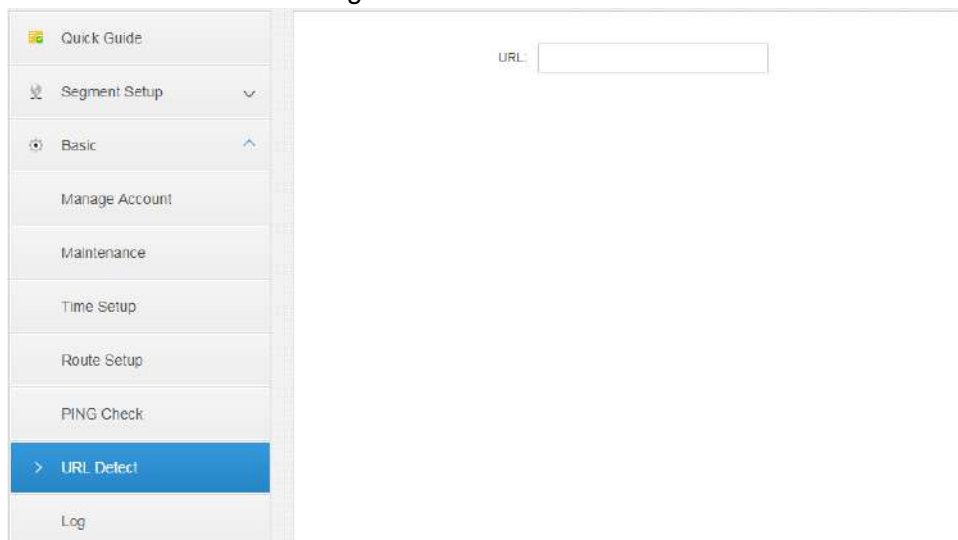 Quick Guide
URL:
Segment Setup
Basic
Manage Account
Maintenance
Time Setup
Route Setup
PING Check
URL Detect
Log